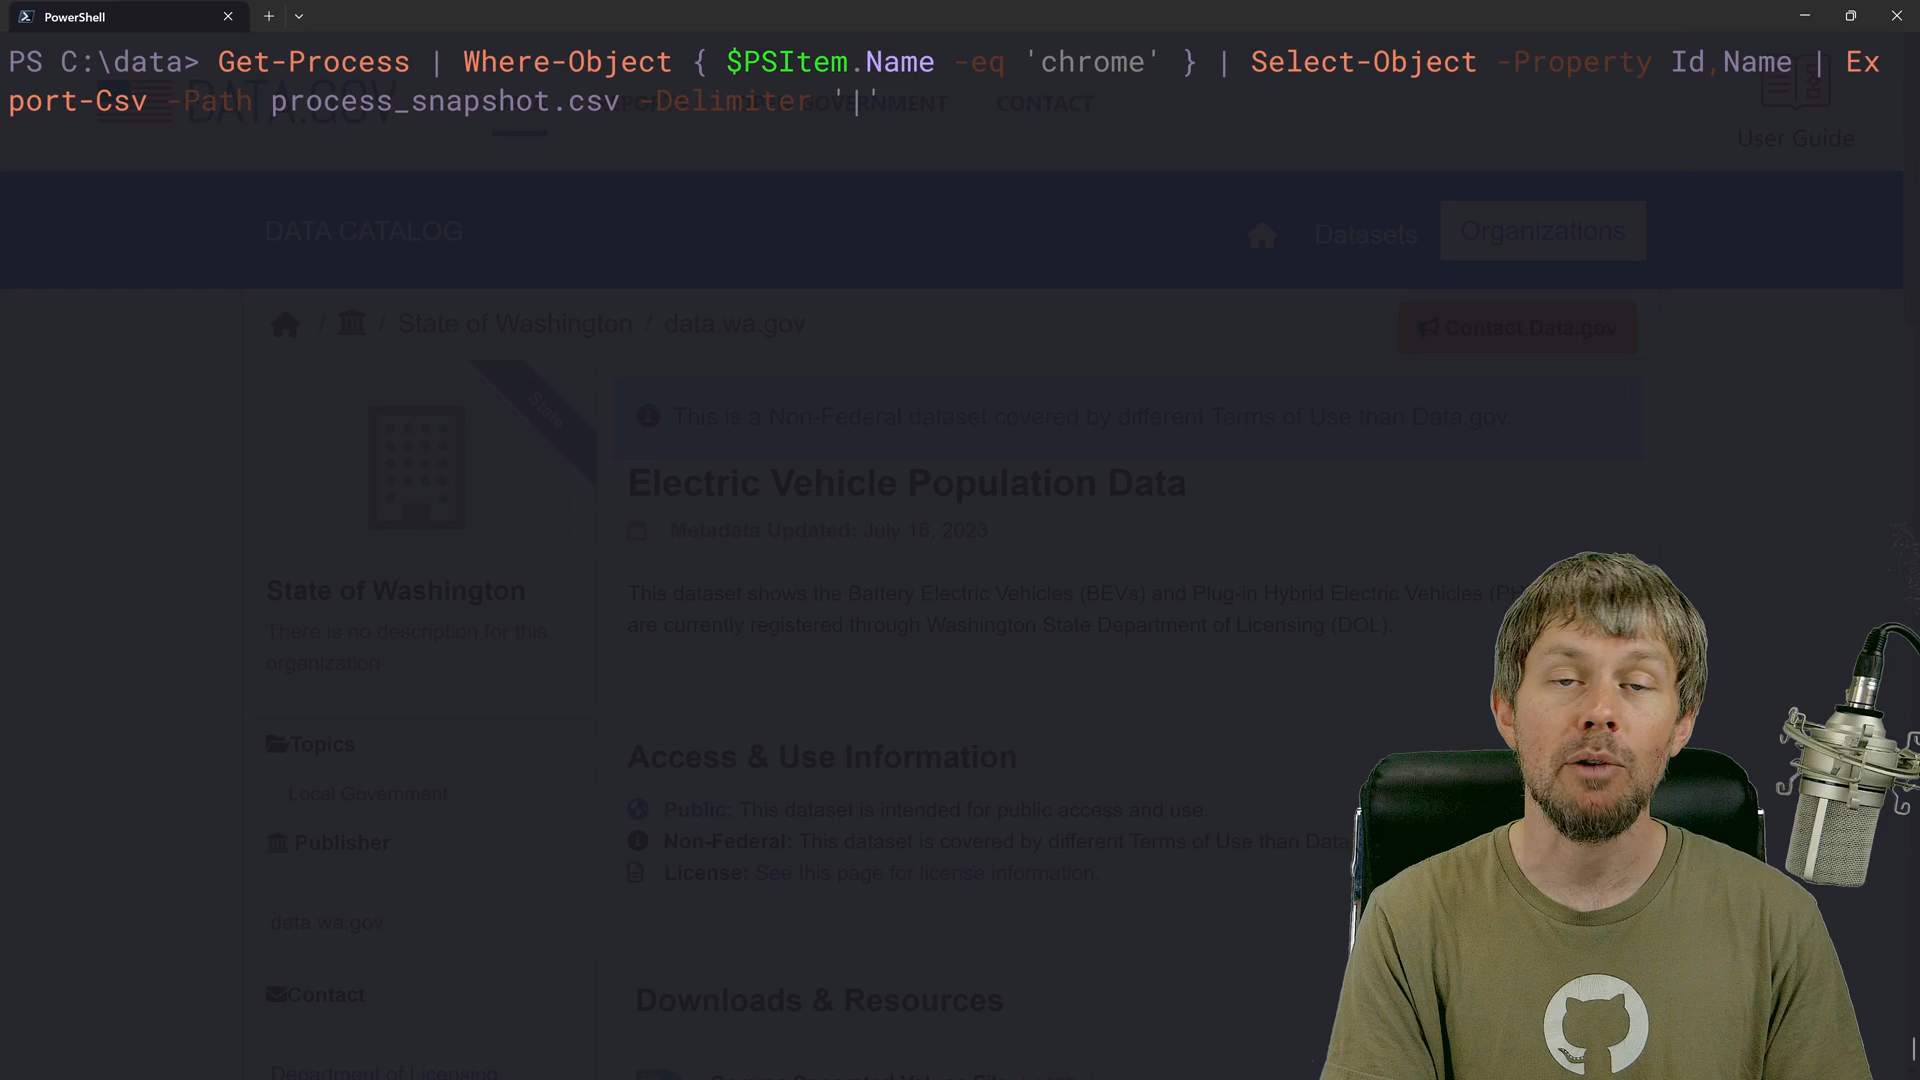 PowerShell
PS C:\data> Get-Process | Where-Object { $PSItem.Name -eq 'chrome' } | Select-Object -Property Id,Name | Ex
port-Csv -Path process_snapshot.csv -Delimiter '|'
DATA.GOV
GOVERNMENT
CONTACT
User Guide
DATA CATALOG
Datasets
Organizations
/ / State of Washington / data.wa.gov
Contact Data.gov
State
This is a Non-Federal dataset covered by different Terms of Use than Data.gov.
Electric Vehicle Population Data
Metadata Updated: July 16, 2023
State of Washington
There is no description for this
organization
This dataset shows the Battery Electric Vehicles (BEVs) and Plug-in Hybrid Electric Vehicles
are currently registered through Washington State Department of Licensing (DOL).
Topics
Local Government
Publisher
data.wa.gov
Contact
Department of Licensing
Access & Use Information
Public: This dataset is intended for public access and use.
Non-Federal: This dataset is covered by different Terms of Use than Data
License: See this page for license information.
Downloads & Resources